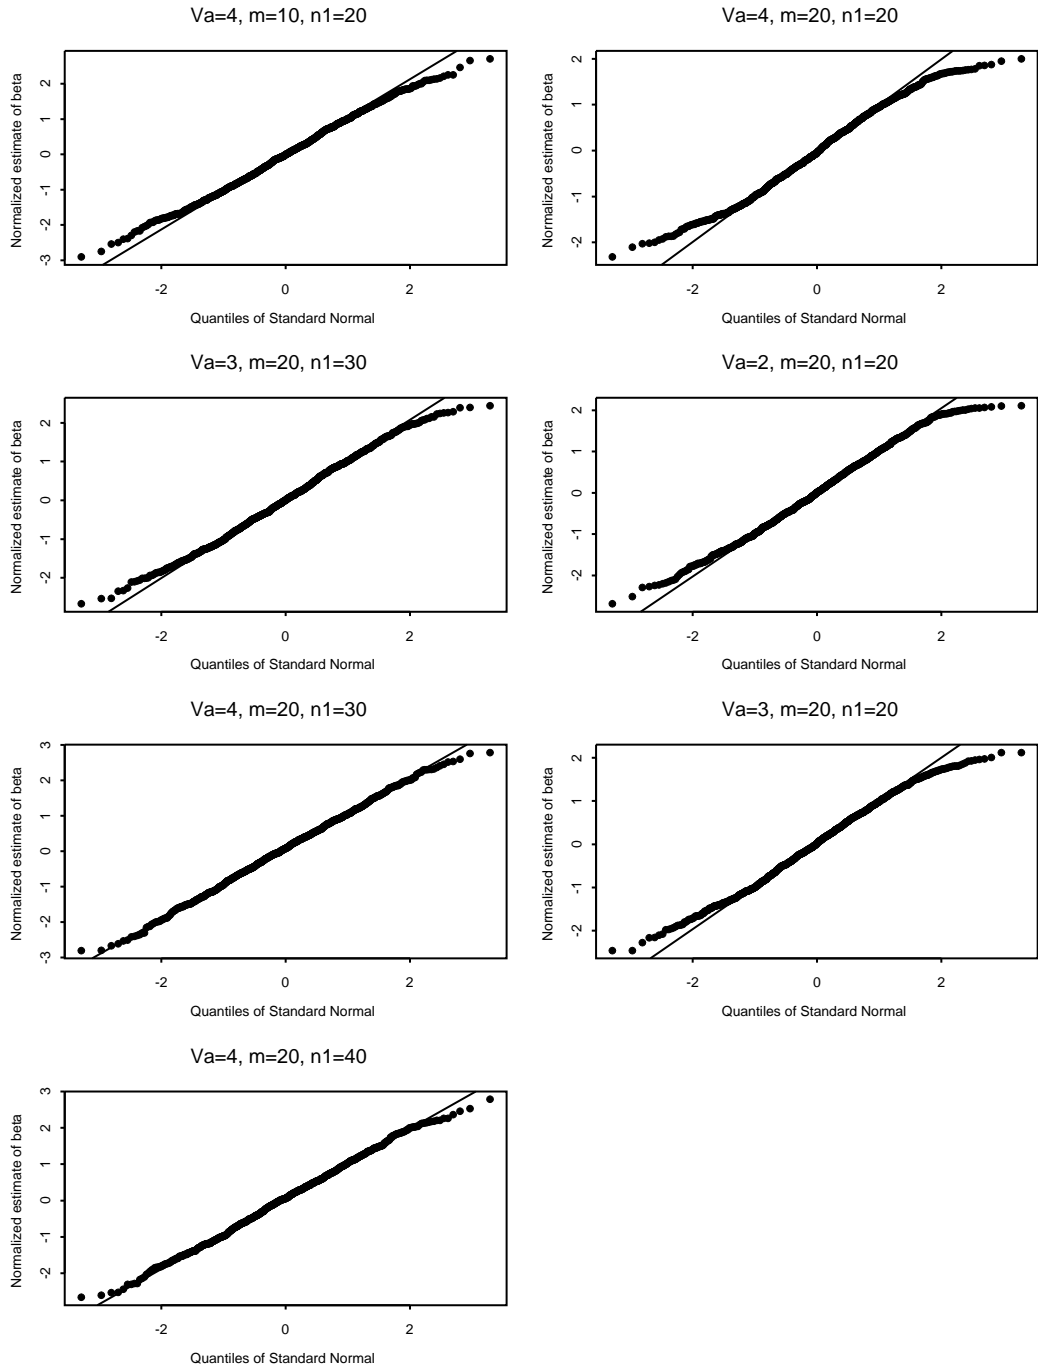 Va=4, m=10, n1=20
Normalized estimate of beta
-3 -2 -1 0 1 2
-2 0 2
Quantiles of Standard Normal
Va=4, m=20, n1=20
Normalized estimate of beta
-2 -1 0 1 2
-2 0 2
Quantiles of Standard Normal
Va=3, m=20, n1=30
Normalized estimate of beta
-2 -1 0 1 2
-2 0 2
Quantiles of Standard Normal
Va=2, m=20, n1=20
Normalized estimate of beta
-2 -1 0 1 2
-2 0 2
Quantiles of Standard Normal
Va=4, m=20, n1=30
Normalized estimate of beta
-3 -2 -1 0 1 2 3
-2 0 2
Quantiles of Standard Normal
Va=3, m=20, n1=20
Normalized estimate of beta
-2 -1 0 1 2
-2 0 2
Quantiles of Standard Normal
Va=4, m=20, n1=40
Normalized estimate of beta
-2 -1 0 1 2 3
-2 0 2
Quantiles of Standard Normal